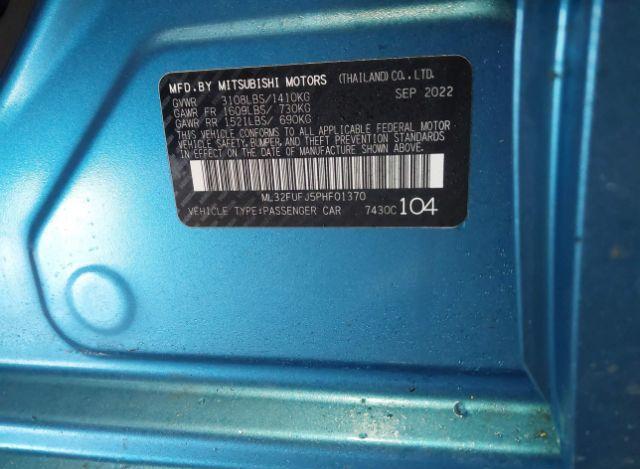 MFD.BY MITSUBISHI MOTORS (THAILAND)CO.,LTD.
GVWR 3108LBS/1410KG SEP 2022
GAWR FR 1609LBS/ 730KG
GAWR RR 1521LBS/ 690KG
THIS VEHICLE CONFORMS TO ALL APPLICABLE FEDERAL MOTOR
VEHICLE SAFETY,BUMPER,AND THEFT PREVENTION STANDARDS
IN EFFECT ON THE DATE OF MANUFACTURE SHOWN ABOVE.
ML32FUFJ5PHF01370
VEHICLE TYPE:PASSENGER CAR 7430C 104